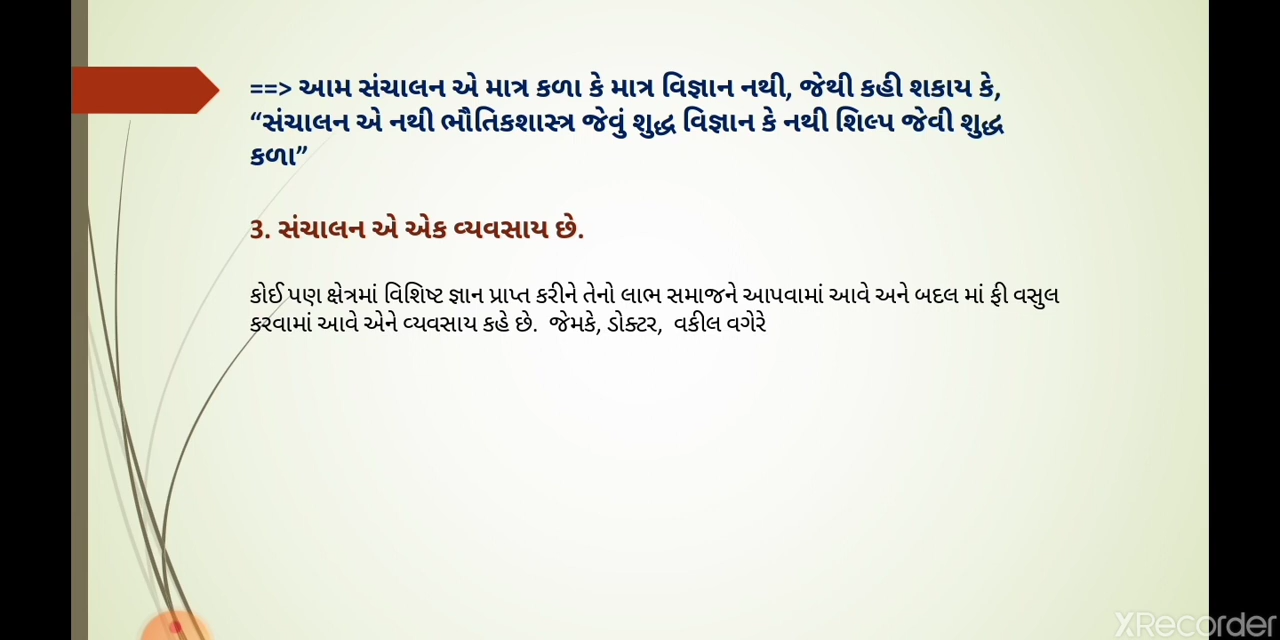 ==> આમ સંચાલન એ માત્ર કળા કે માત્ર વિજ્ઞાન નથી, જેથી કહી શકાય કે,
“સંચાલન એ નથી ભૌતિકશાસ્ત્ર જેવું શુદ્ધ વિજ્ઞાન કે નથી શિલ્પ જેવી શુદ્ધ
કળા”
3. સંચાલન એ એક વ્યવસાય છે.
કોઈ પણ ક્ષેત્રમાં વિશિષ્ટ જ્ઞાન પ્રાપ્ત કરીને તેનો લાભ સમાજને આપવામાં આવે અને બદલ માં ફી વસુલ
કરવામાં આવે એને વ્યવસાય કહે છે. જેમકે, ડોક્ટર, વકીલ વગેરે
XRecorder